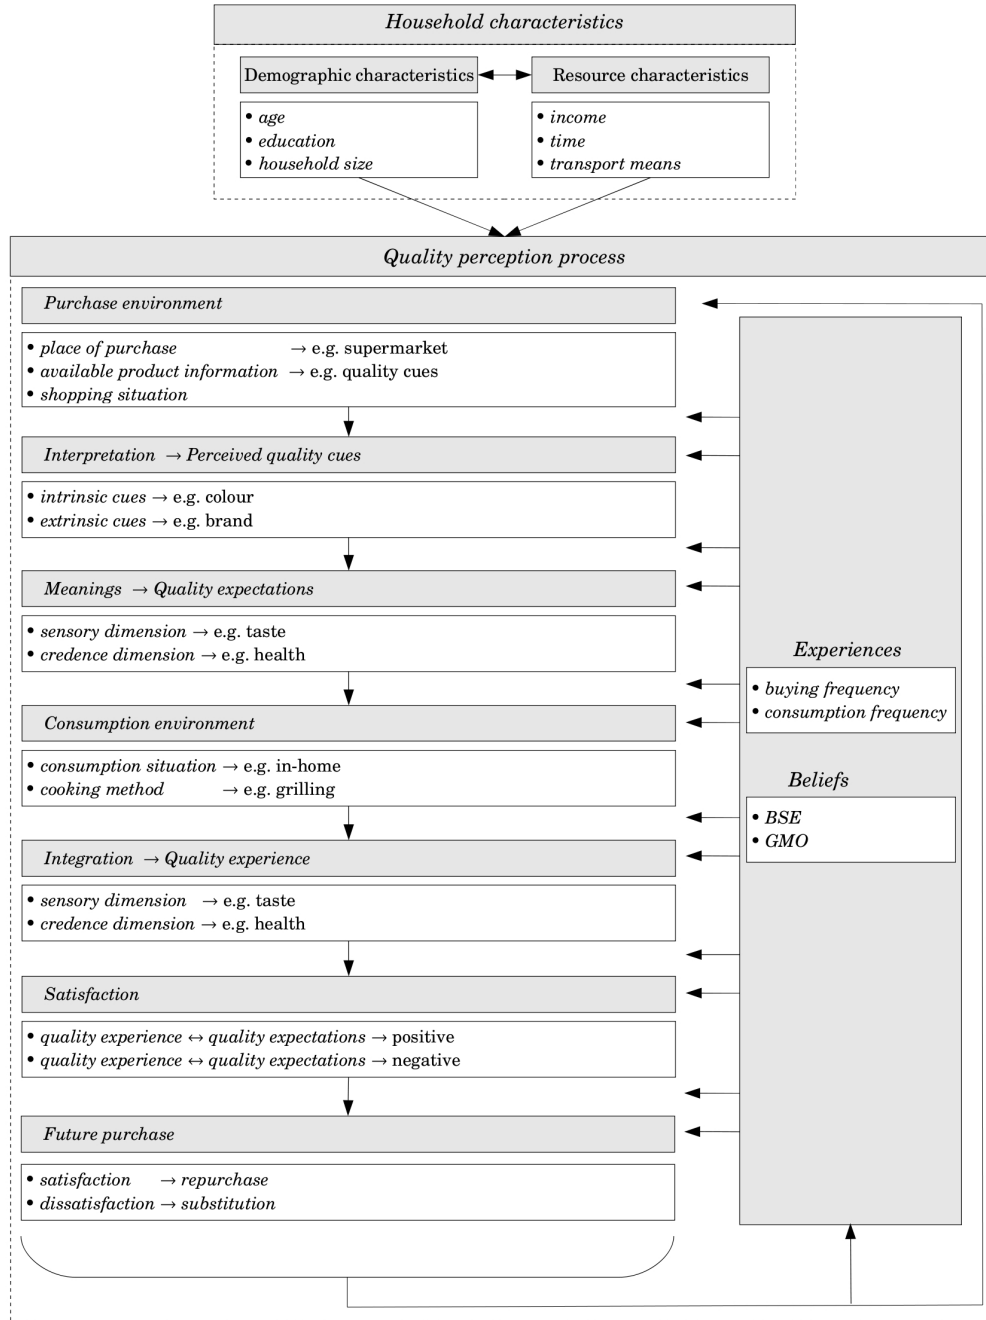 Household characteristics
Demographic characteristics
Resource characteristics
• age
• education
• household size
• income
• time
• transport means
Quality perception process
Purchase environment
• place of purchase → e.g. supermarket
• available product information → e.g. quality cues
• shopping situation
Interpretation → Perceived quality cues
• intrinsic cues → e.g. colour
• extrinsic cues → e.g. brand
Meanings → Quality expectations
• sensory dimension → e.g. taste
• credence dimension → e.g. health
Consumption environment
• consumption situation → e.g. in-home
• cooking method → e.g. grilling
Integration → Quality experience
• sensory dimension → e.g. taste
• credence dimension → e.g. health
Satisfaction
• quality experience ↔ quality expectations → positive
• quality experience ↔ quality expectations → negative
Future purchase
• satisfaction → repurchase
• dissatisfaction → substitution
Experiences
• buying frequency
• consumption frequency
Beliefs
• BSE
• GMO